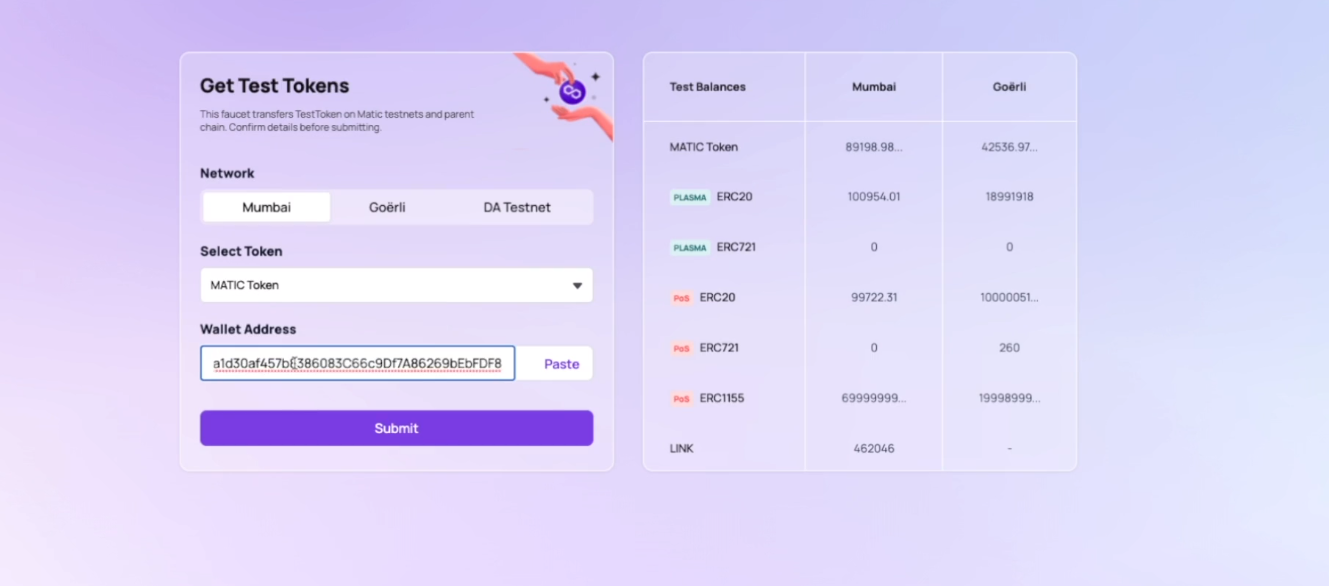 Get Test Tokens
This faucet transfers TestToken on Matic testnets and parent
chain. Confirm details before submitting.
Network
Mumbai Goërli DA Testnet
Select Token
MATIC Token
Wallet Address
Paste
Submit
Test Balances Mumbai Goërli
MATIC Token 89198.98... 42536.97...
PLASMA ERC20 100954.01 18991918
PLASMA ERC721 0 0
PoS ERC20 99722.31 10000051...
PoS ERC721 0 260
PoS ERC1155 69999999... 19998999...
LINK 462046 -